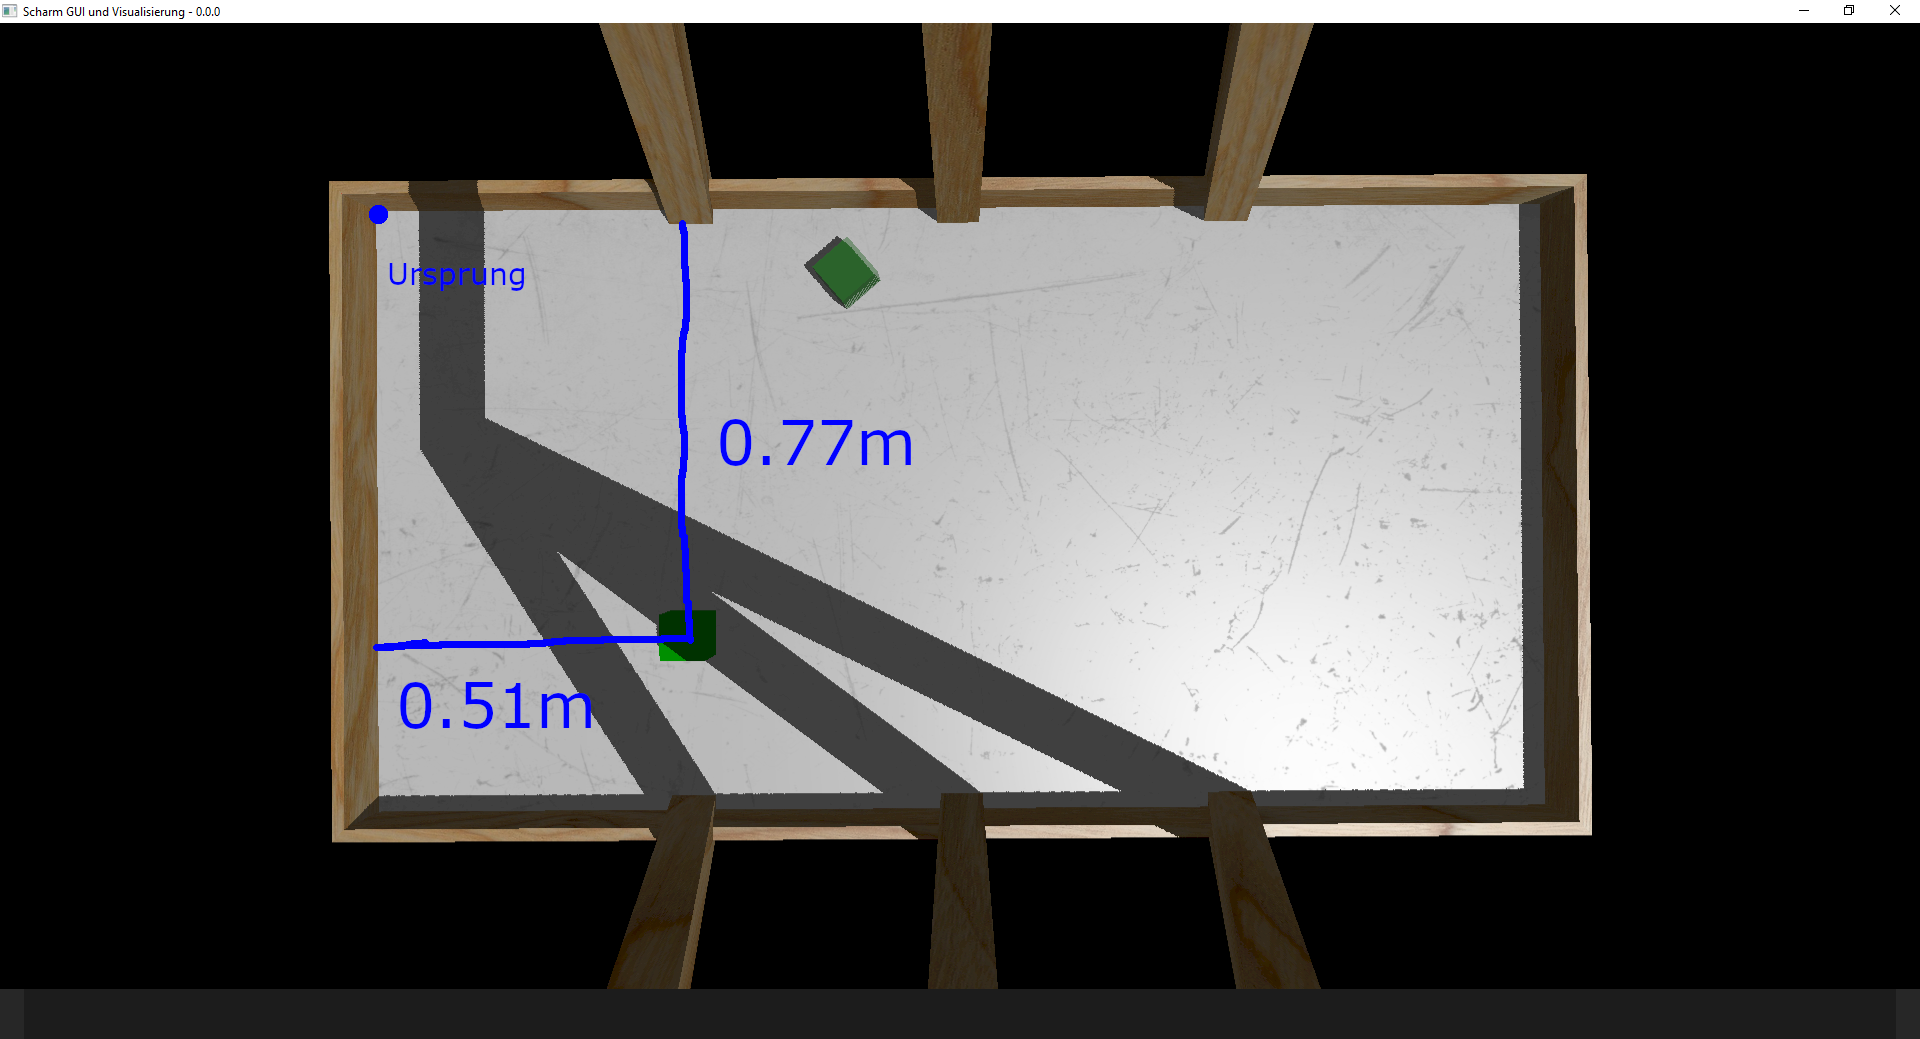 Scharm GUI und Visualisierung - 0.0.0
Ursprung
0.77m
0.51m